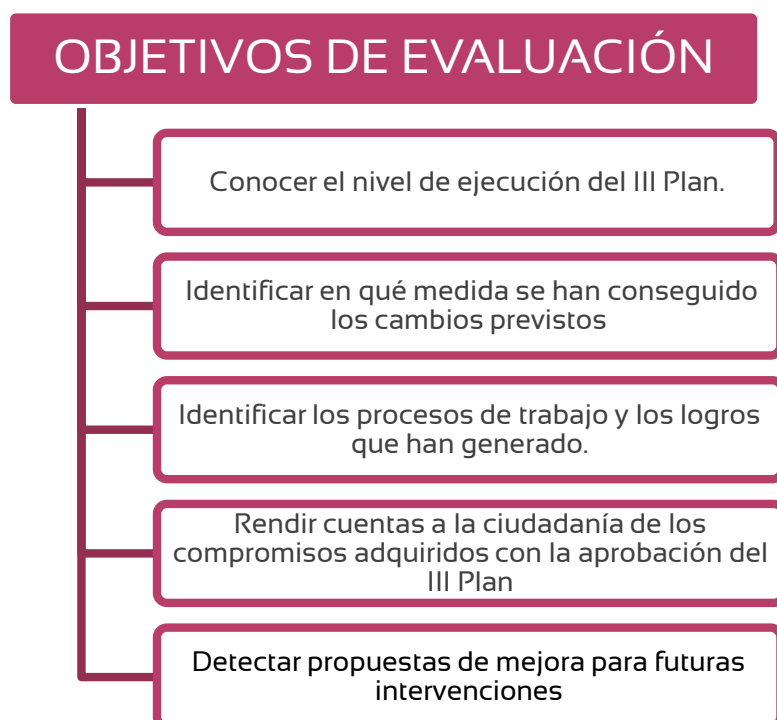 OBJETIVOS DE EVALUACIÓN
Conocer el nivel de ejecución del III Plan.
Identificar en qué medida se han conseguido
los cambios previstos
Identificar los procesos de trabajo y los logros
que han generado.
Rendir cuentas a la ciudadanía de los
compromisos adquiridos con la aprobación del
III Plan
Detectar propuestas de mejora para futuras
intervenciones